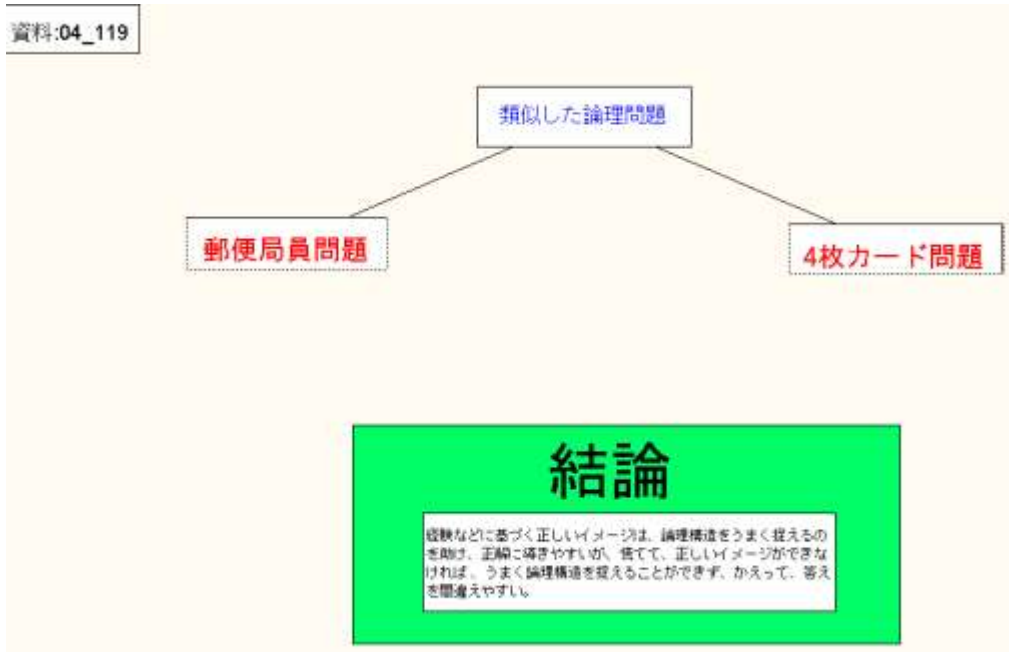 資料:04_119
類似した論理問題
郵便局員問題
4枚カード問題
結論
経験などに基づく正しいイメージは、論理構造をうまく捉えるの
を助け、正解に導きやすいが、慌てて、正しいイメージができな
ければ、うまく論理構造を捉えることができず、かえって、答え
を間違えやすい。